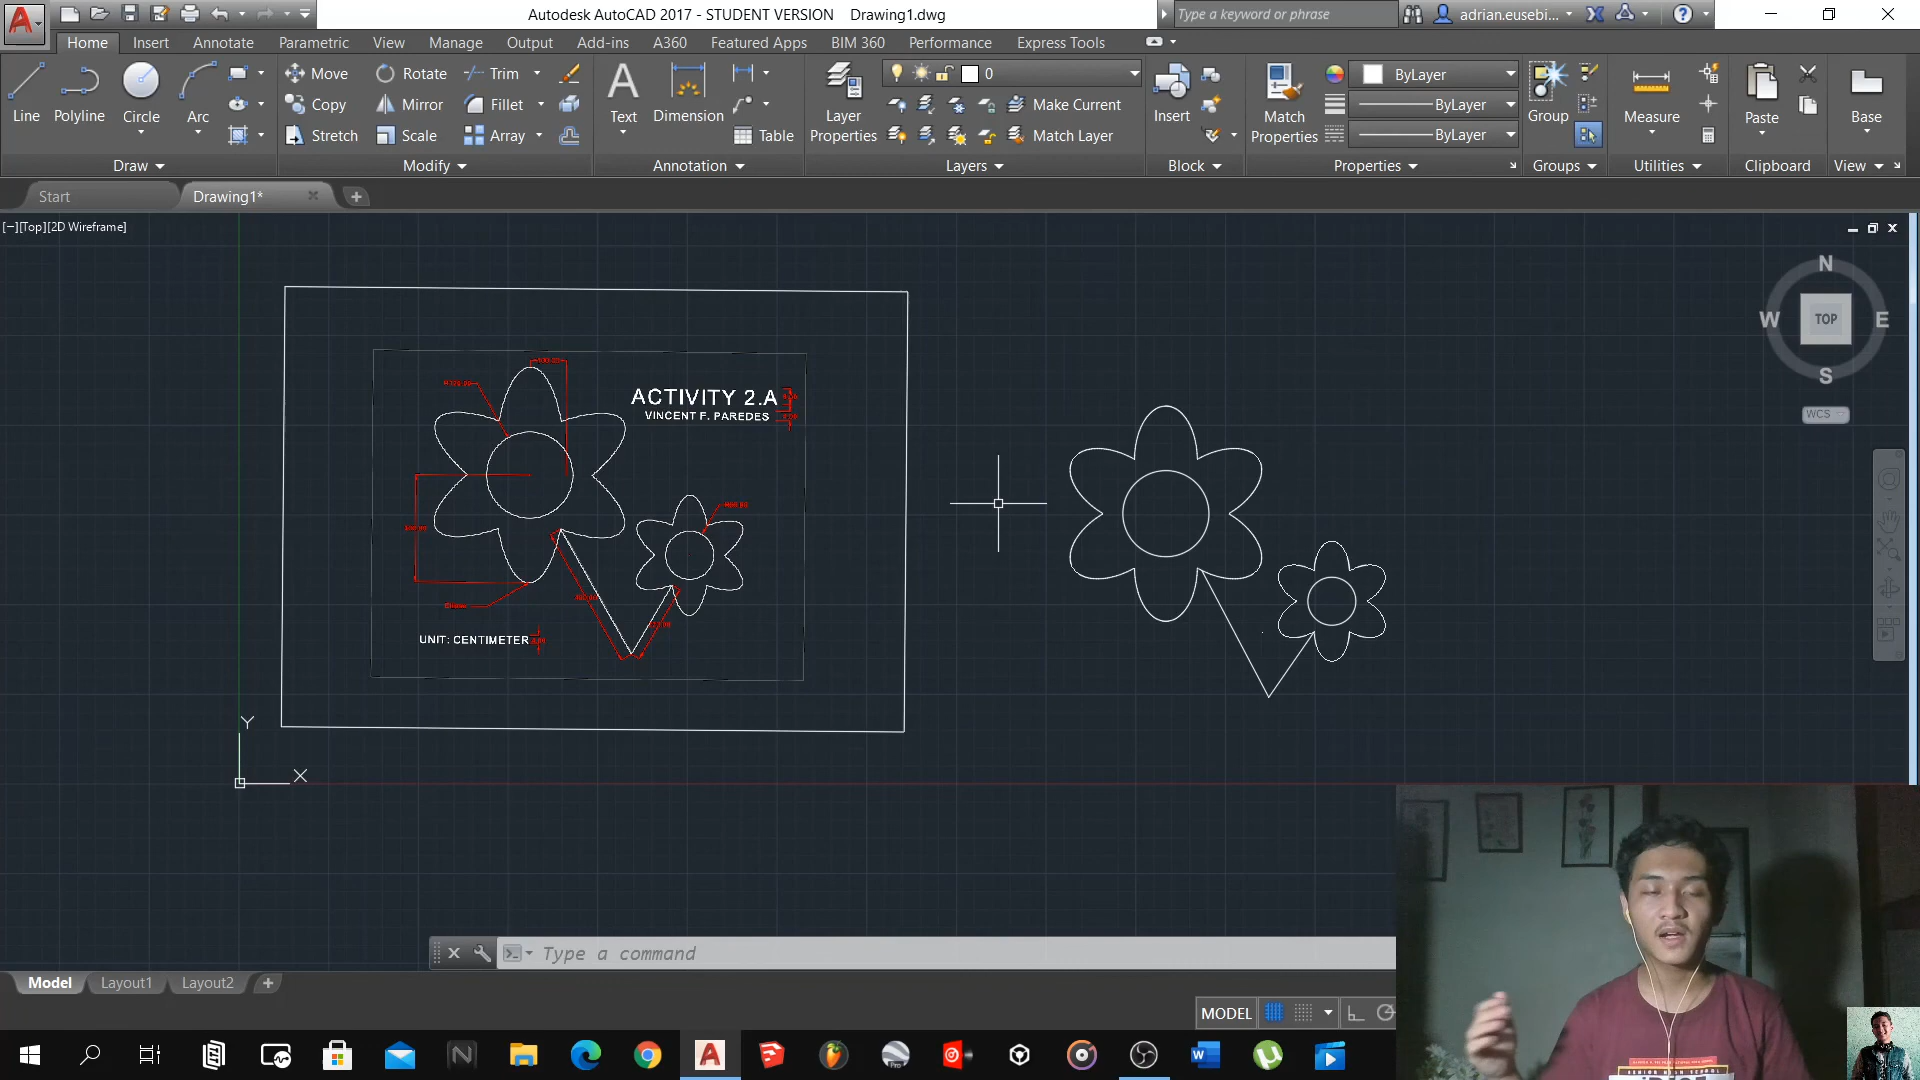 Autodesk AutoCAD 2017 - STUDENT VERSION Drawing1.dwg
Type a keyword or phrase
adrian.eusebi...
Home Insert Annotate Parametric View Manage Output Add-ins A360 Featured Apps BIM 360 Performance Express Tools
Line Polyline Circle Arc
Move Rotate Trim
Copy Mirror Fillet
Stretch Scale Array
Text Dimension
Table
Layer Properties
0
Make Current
Match Layer
Insert
Match Properties
ByLayer
ByLayer
ByLayer
Group
Measure
Paste
Base
Draw Modify Annotation Layers Block Properties Groups Utilities Clipboard View
Start Drawing1*
[−][Top][2D Wireframe]
N
W TOP E
S
WCS
ACTIVITY 2.A
VINCENT F. PAREDES
UNIT: CENTIMETER
Y
X
Type a command
Model Layout1 Layout2
MODEL
SENIOR HIGH SCHOOL